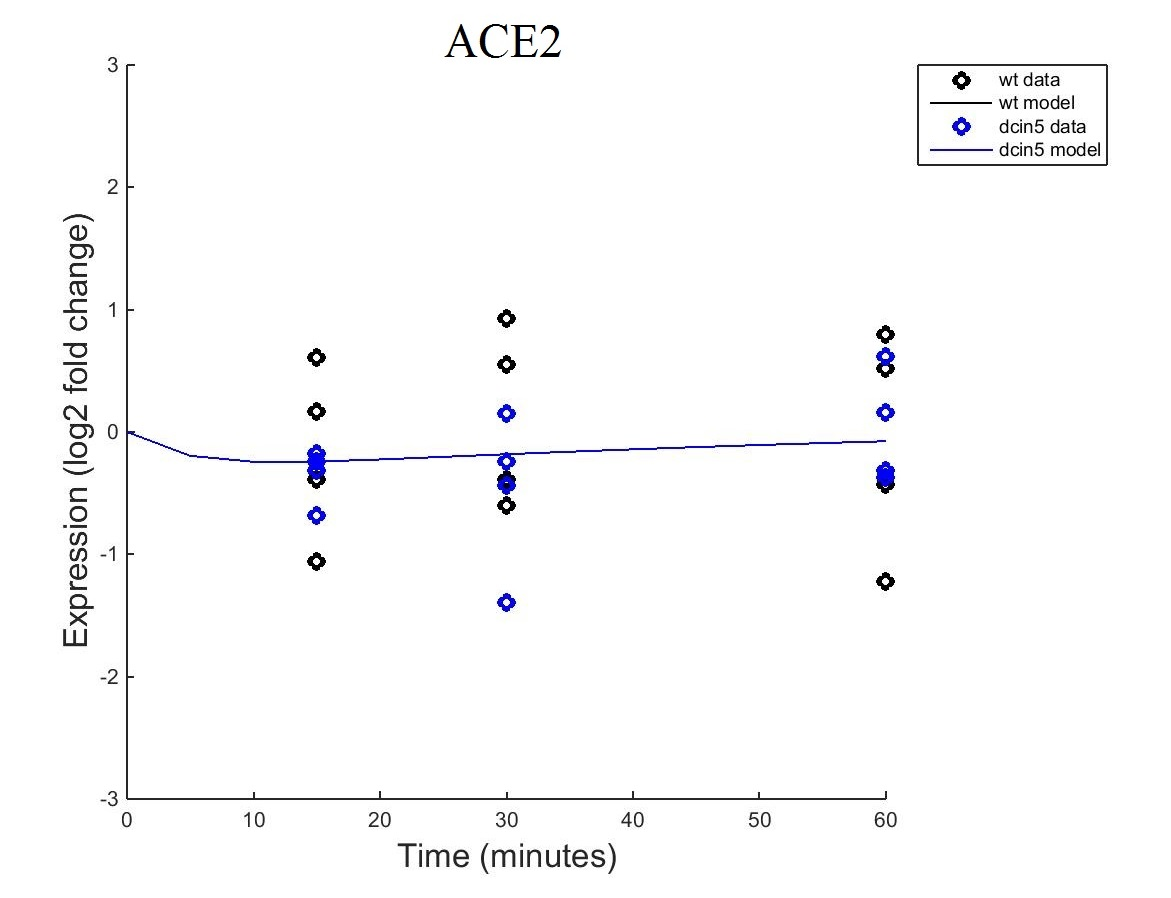 ACE2
3
2
1
0
-1
-2
-3
Expression (log2 fold change)
0 10 20 30 40 50 60
Time (minutes)
wt data
wt model
dcin5 data
dcin5 model